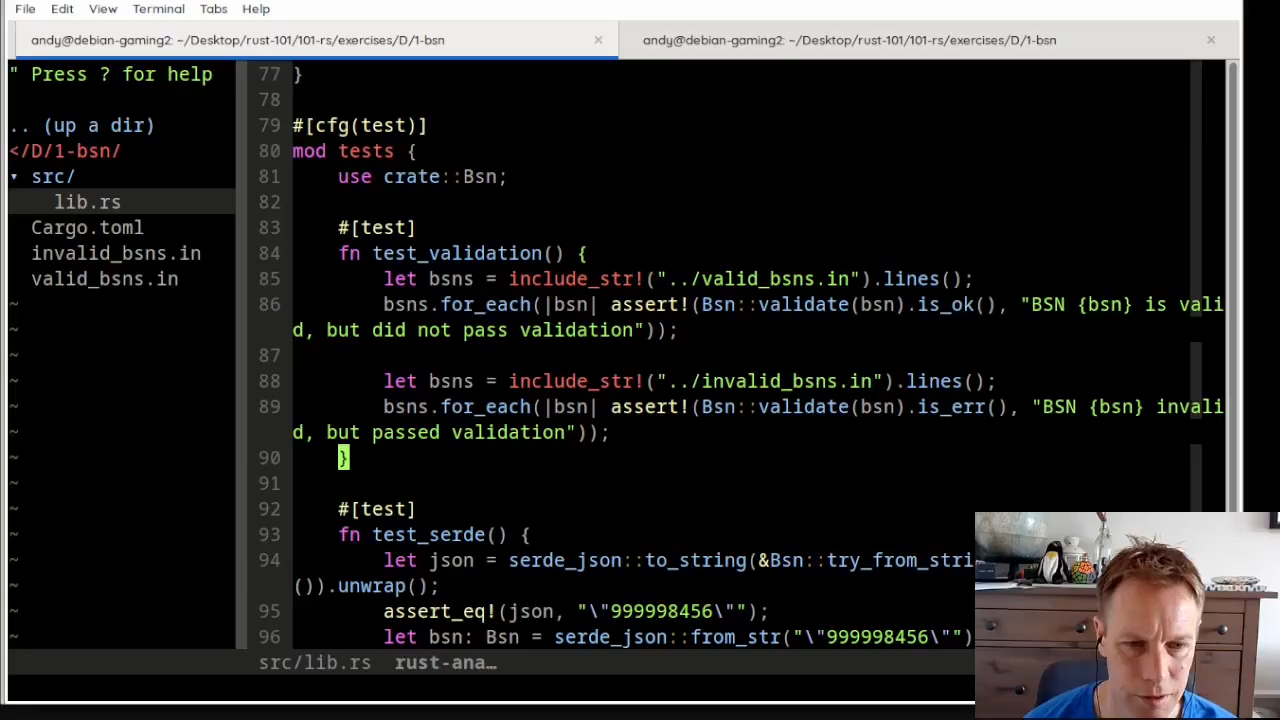 File Edit View Terminal Tabs Help
andy@debian-gaming2: ~/Desktop/rust-101/101-rs/exercises/D/1-bsn × andy@debian-gaming2: ~/Desktop/rust-101/101-rs/exercises/D/1-bsn ×
" Press ? for help
.. (up a dir)
</D/1-bsn/
▾ src/
lib.rs
Cargo.toml
invalid_bsns.in
valid_bsns.in
~
~
~
~
~
~
~
~
~
~
~
~
~
~
77 }
78
79 #[cfg(test)]
80 mod tests {
81 use crate::Bsn;
82
83 #[test]
84 fn test_validation() {
85 let bsns = include_str!("../valid_bsns.in").lines();
86 bsns.for_each(|bsn| assert!(Bsn::validate(bsn).is_ok(), "BSN {bsn} is vali
d, but did not pass validation"));
87
88 let bsns = include_str!("../invalid_bsns.in").lines();
89 bsns.for_each(|bsn| assert!(Bsn::validate(bsn).is_err(), "BSN {bsn} invali
d, but passed validation"));
90 }
91
92 #[test]
93 fn test_serde() {
94 let json = serde_json::to_string(&Bsn::try_from_stri
()).unwrap();
95 assert_eq!(json, "\"999998456\"");
96 let bsn: Bsn = serde_json::from_str("\"999998456\"")
src/lib.rs rust-ana…